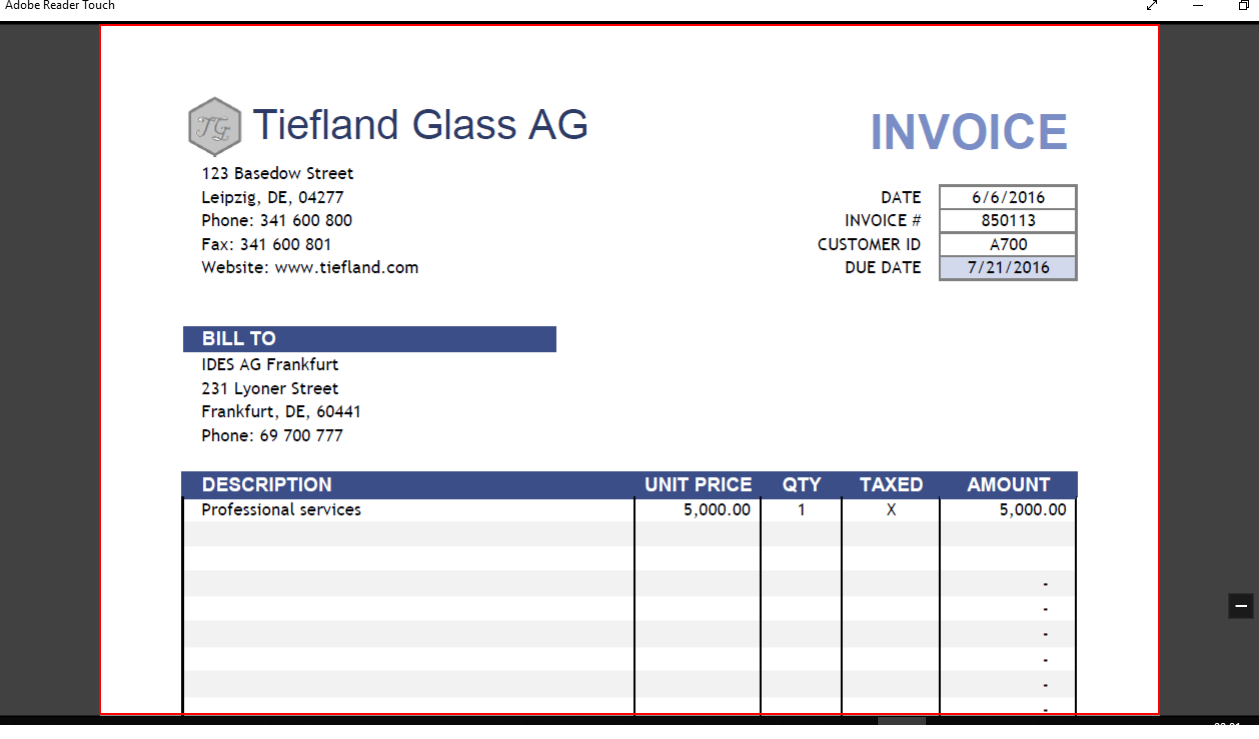 Adobe Reader Touch
TG Tiefland Glass AG
INVOICE
123 Basedow Street
Leipzig, DE, 04277
Phone: 341 600 800
Fax: 341 600 801
Website: www.tiefland.com
DATE 6/6/2016
INVOICE # 850113
CUSTOMER ID A700
DUE DATE 7/21/2016
BILL TO
IDES AG Frankfurt
231 Lyoner Street
Frankfurt, DE, 60441
Phone: 69 700 777
DESCRIPTION UNIT PRICE QTY TAXED AMOUNT
Professional services 5,000.00 1 X 5,000.00
-
-
-
-
-
-